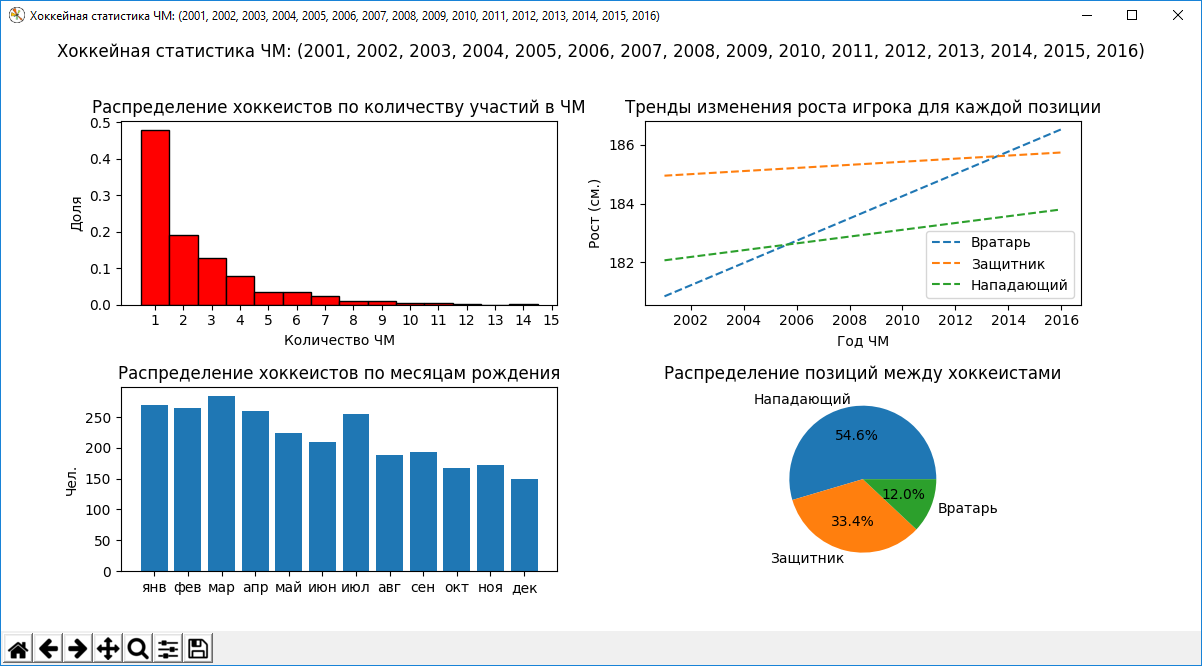 Хоккейная статистика ЧМ: (2001, 2002, 2003, 2004, 2005, 2006, 2007, 2008, 2009, 2010, 2011, 2012, 2013, 2014, 2015, 2016)
Хоккейная статистика ЧМ: (2001, 2002, 2003, 2004, 2005, 2006, 2007, 2008, 2009, 2010, 2011, 2012, 2013, 2014, 2015, 2016)
Распределение хоккеистов по количеству участий в ЧМ
0.5
0.4
0.3
0.2
0.1
0.0
Доля
1 2 3 4 5 6 7 8 9 10 11 12 13 14 15
Количество ЧМ
Тренды изменения роста игрока для каждой позиции
186
184
182
Рост (см.)
Вратарь
Защитник
Нападающий
2002 2004 2006 2008 2010 2012 2014 2016
Год ЧМ
Распределение хоккеистов по месяцам рождения
250
200
150
100
50
0
Чел.
янв фев мар апр май июн июл авг сен окт ноя дек
Распределение позиций между хоккеистами
Нападающий
54.6%
12.0%
Вратарь
33.4%
Защитник